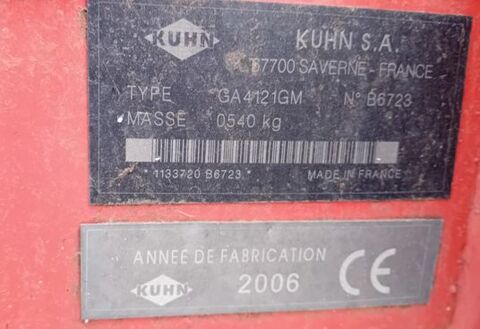 KUHN KUHN S.A.
67700 SAVERNE - FRANCE
TYPE GA4121GM N° B6723
MASSE 0540 kg
* 1133720 B6723 * MADE IN FRANCE
ANNEE DE FABRICATION
KUHN 2006 CE